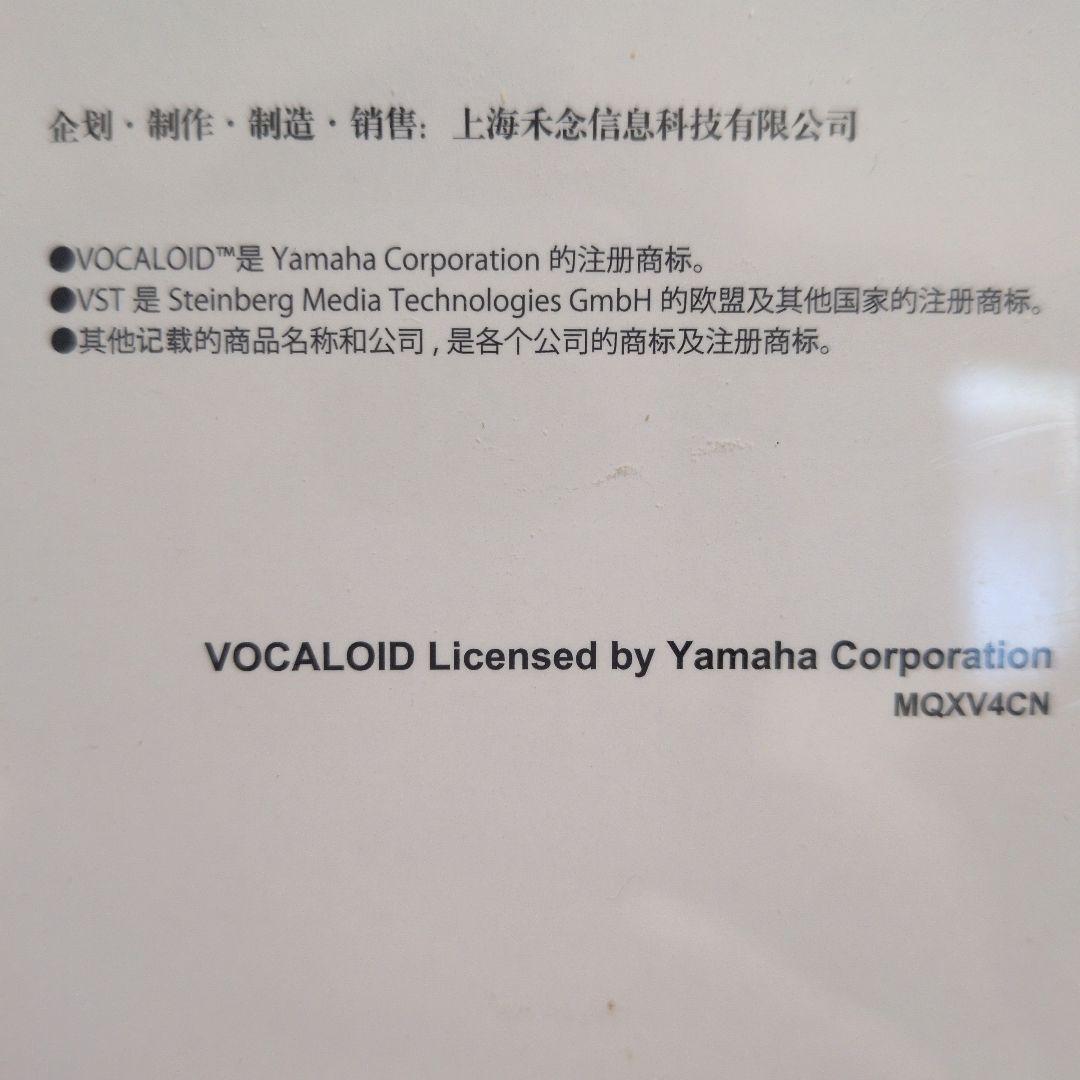 企划·制作·制造·销售：上海禾念信息科技有限公司
●VOCALOID™是 Yamaha Corporation 的注册商标。
●VST 是 Steinberg Media Technologies GmbH 的欧盟及其他国家的注册商标。
●其他记载的商品名称和公司，是各个公司的商标及注册商标。
VOCALOID Licensed by Yamaha Corporation
MQXV4CN